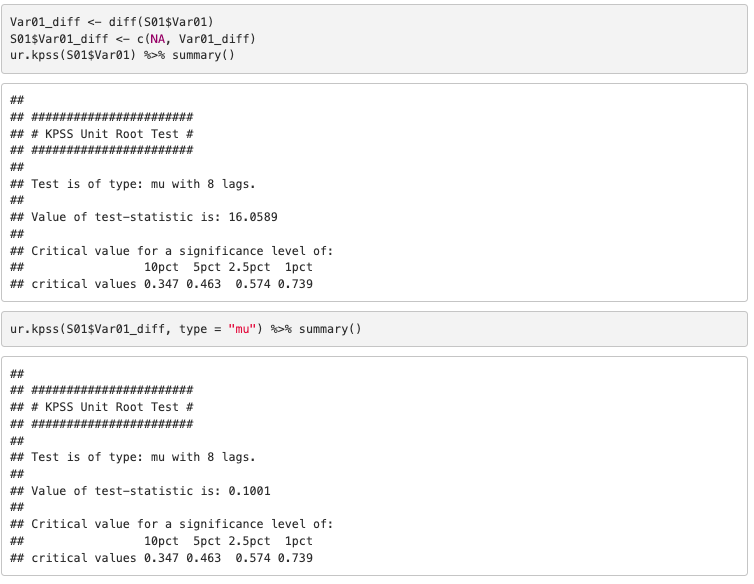 Var01_diff <- diff(S01$Var01)
S01$Var01_diff <- c(NA, Var01_diff)
ur.kpss(S01$Var01) %>% summary()
##
## #######################
## # KPSS Unit Root Test #
## #######################
##
## Test is of type: mu with 8 lags.
##
## Value of test-statistic is: 16.0589
##
## Critical value for a significance level of:
##                 10pct  5pct 2.5pct  1pct
## critical values 0.347 0.463  0.574 0.739
ur.kpss(S01$Var01_diff, type = "mu") %>% summary()
##
## #######################
## # KPSS Unit Root Test #
## #######################
##
## Test is of type: mu with 8 lags.
##
## Value of test-statistic is: 0.1001
##
## Critical value for a significance level of:
##                 10pct  5pct 2.5pct  1pct
## critical values 0.347 0.463  0.574 0.739